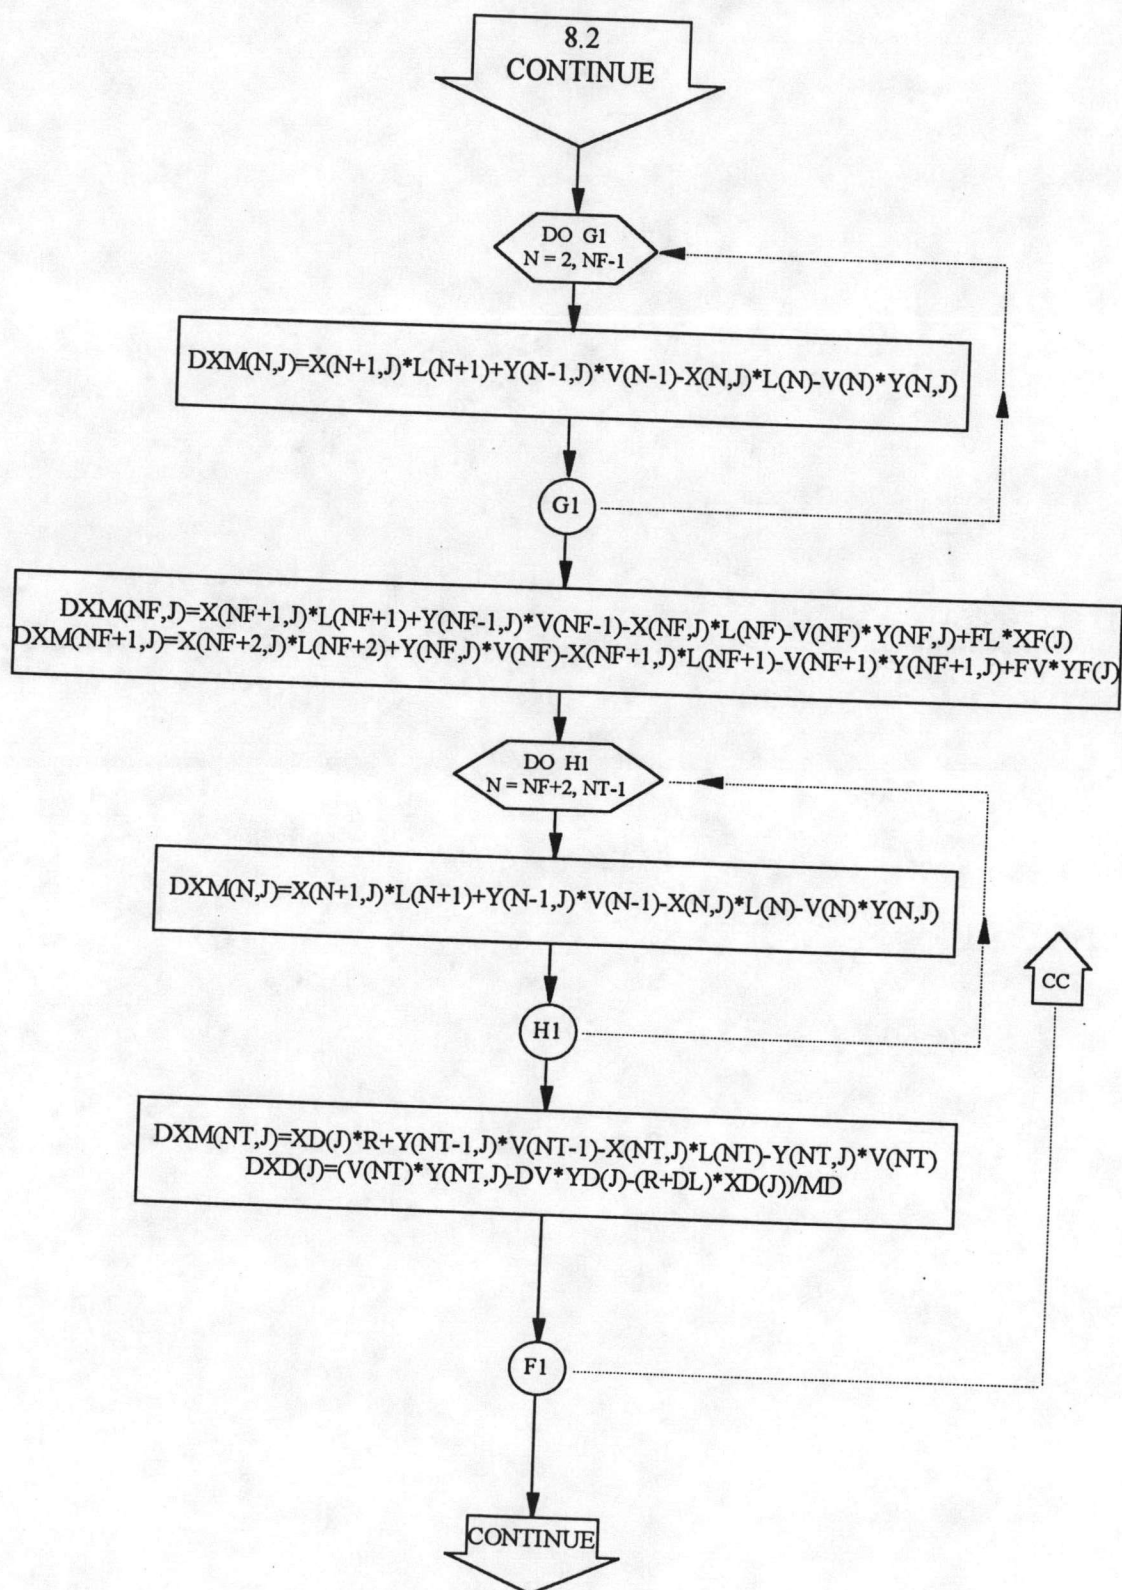 8.2
CONTINUE
DO G1
N = 2, NF-1
DXM(N,J)=X(N+1,J)*L(N+1)+Y(N-1,J)*V(N-1)-X(N,J)*L(N)-V(N)*Y(N,J)
G1
DXM(NF,J)=X(NF+1,J)*L(NF+1)+Y(NF-1,J)*V(NF-1)-X(NF,J)*L(NF)-V(NF)*Y(NF,J)+FL*XF(J)
DXM(NF+1,J)=X(NF+2,J)*L(NF+2)+Y(NF,J)*V(NF)-X(NF+1,J)*L(NF+1)-V(NF+1)*Y(NF+1,J)+FV*YF(J)
DO H1
N = NF+2, NT-1
DXM(N,J)=X(N+1,J)*L(N+1)+Y(N-1,J)*V(N-1)-X(N,J)*L(N)-V(N)*Y(N,J)
CC
H1
DXM(NT,J)=XD(J)*R+Y(NT-1,J)*V(NT-1)-X(NT,J)*L(NT)-Y(NT,J)*V(NT)
DXD(J)=(V(NT)*Y(NT,J)-DV*YD(J)-(R+DL)*XD(J))/MD
F1
CONTINUE